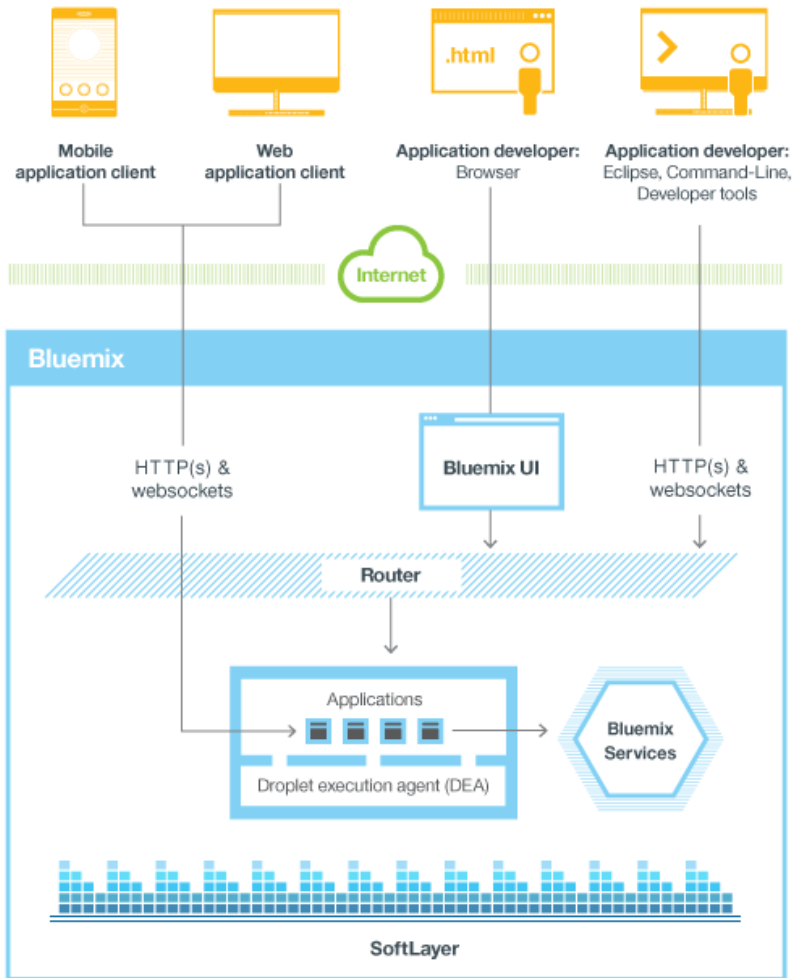 .html
Mobile
application client
Web
application client
Application developer:
Browser
Application developer:
Eclipse, Command-Line,
Developer tools
Internet
Bluemix
HTTP(s) &
websockets
Bluemix UI
HTTP(s) &
websockets
Router
Applications
Bluemix
Services
Droplet execution agent (DEA)
SoftLayer